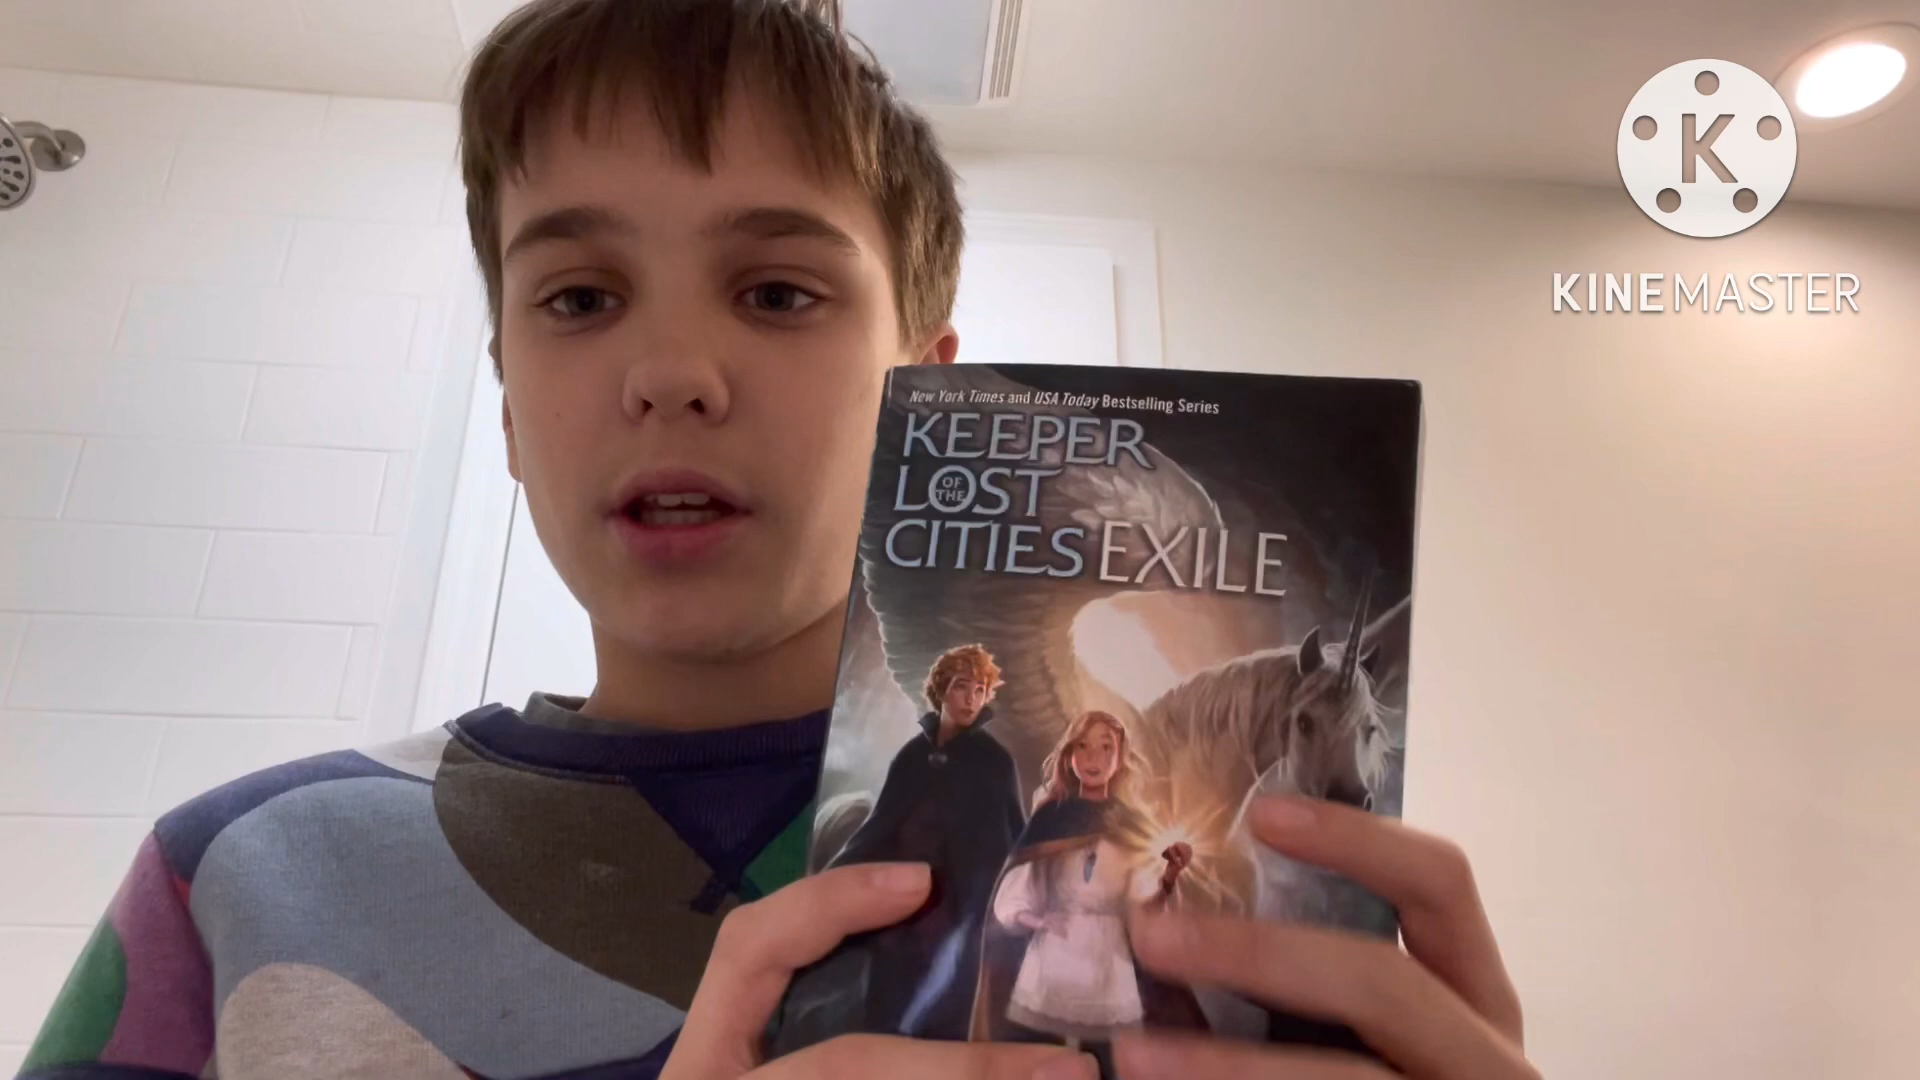 New York Times and USA Today Bestselling Series
KEEPER
OF THE
LOST
CITIES EXILE
K
KINEMASTER